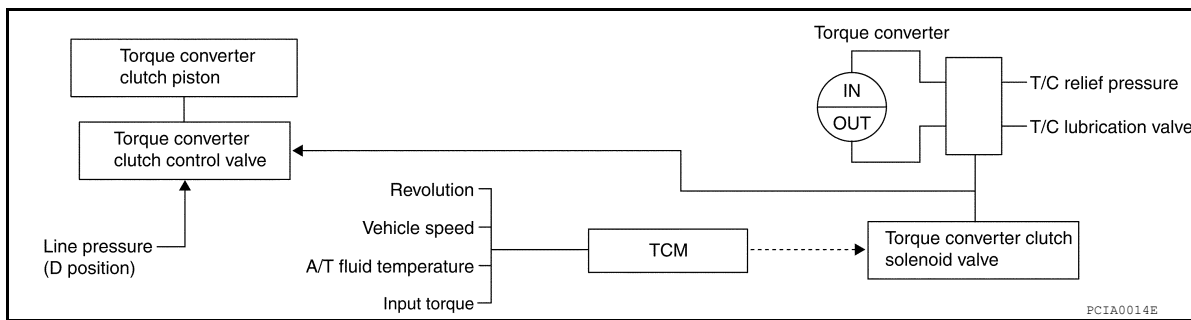 Torque converter
clutch piston
Torque converter
clutch control valve
Line pressure
(D position)
Revolution
Vehicle speed
A/T fluid temperature
Input torque
TCM
Torque converter
IN
OUT
T/C relief pressure
T/C lubrication valve
Torque converter clutch
solenoid valve
PCIA0014E